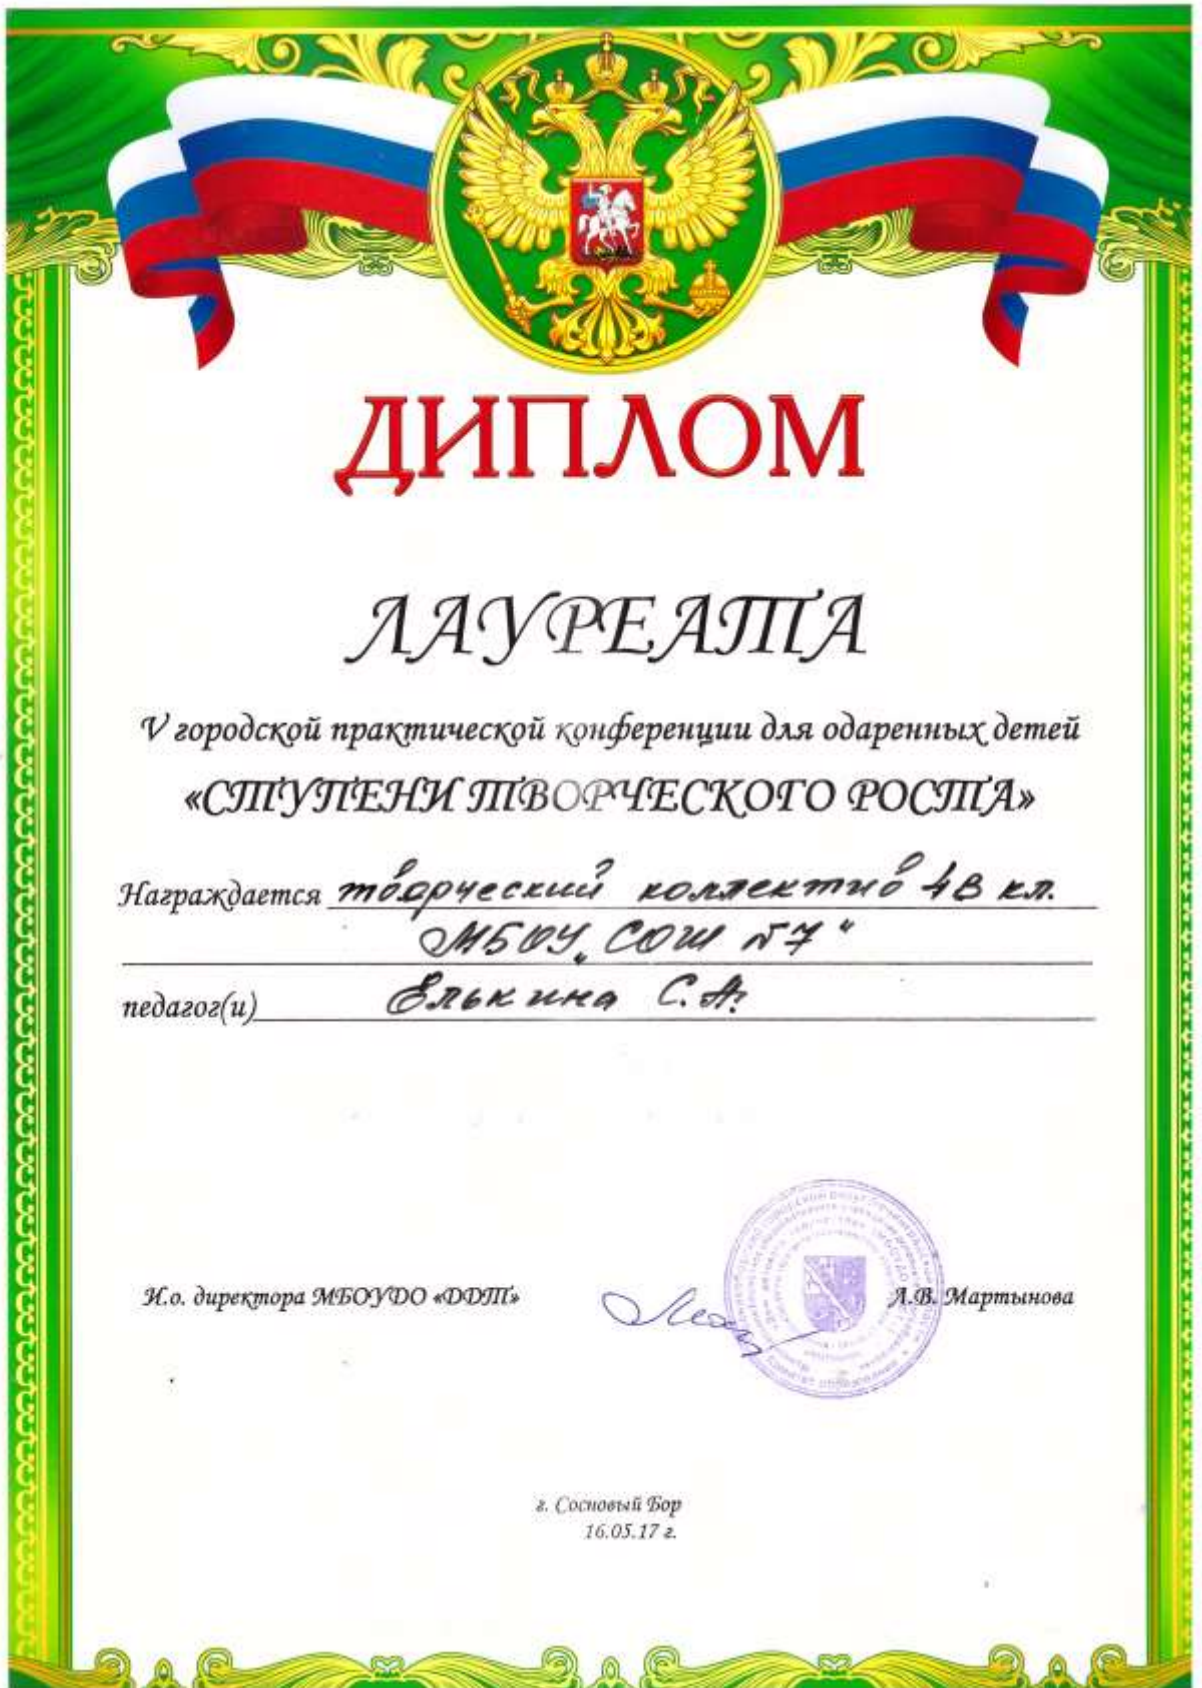 ДИПЛОМ
ЛАУРЕАТА
V городской практической конференции для одаренных детей
«СТУПЕНИ ТВОРЧЕСКОГО РОСТА»
Награждается творческий коллектив 4В кл.
МБОУ „СОШ №7"
педагог(и) Елькина С.А.
И.о. директора МБОУДО «ДДТ» Л.В. Мартынова
г. Сосновый Бор
16.05.17 г.